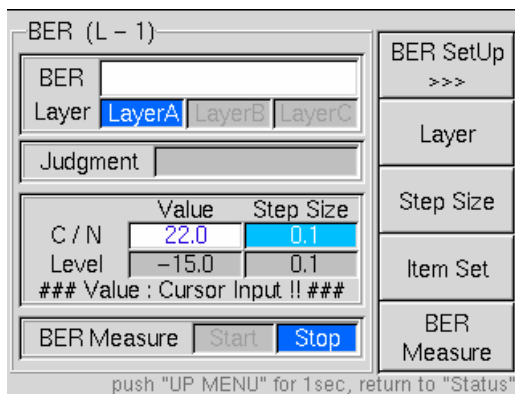 BER (L – 1)
BER SetUp
>>>
BER
Layer LayerA LayerB LayerC
Layer
Judgment
Value Step Size
Step Size
C / N 22.0 0.1
Level –15.0 0.1
Item Set
### Value : Cursor Input !! ###
BER Measure Start Stop
BER
Measure
push "UP MENU" for 1sec, return to "Status"